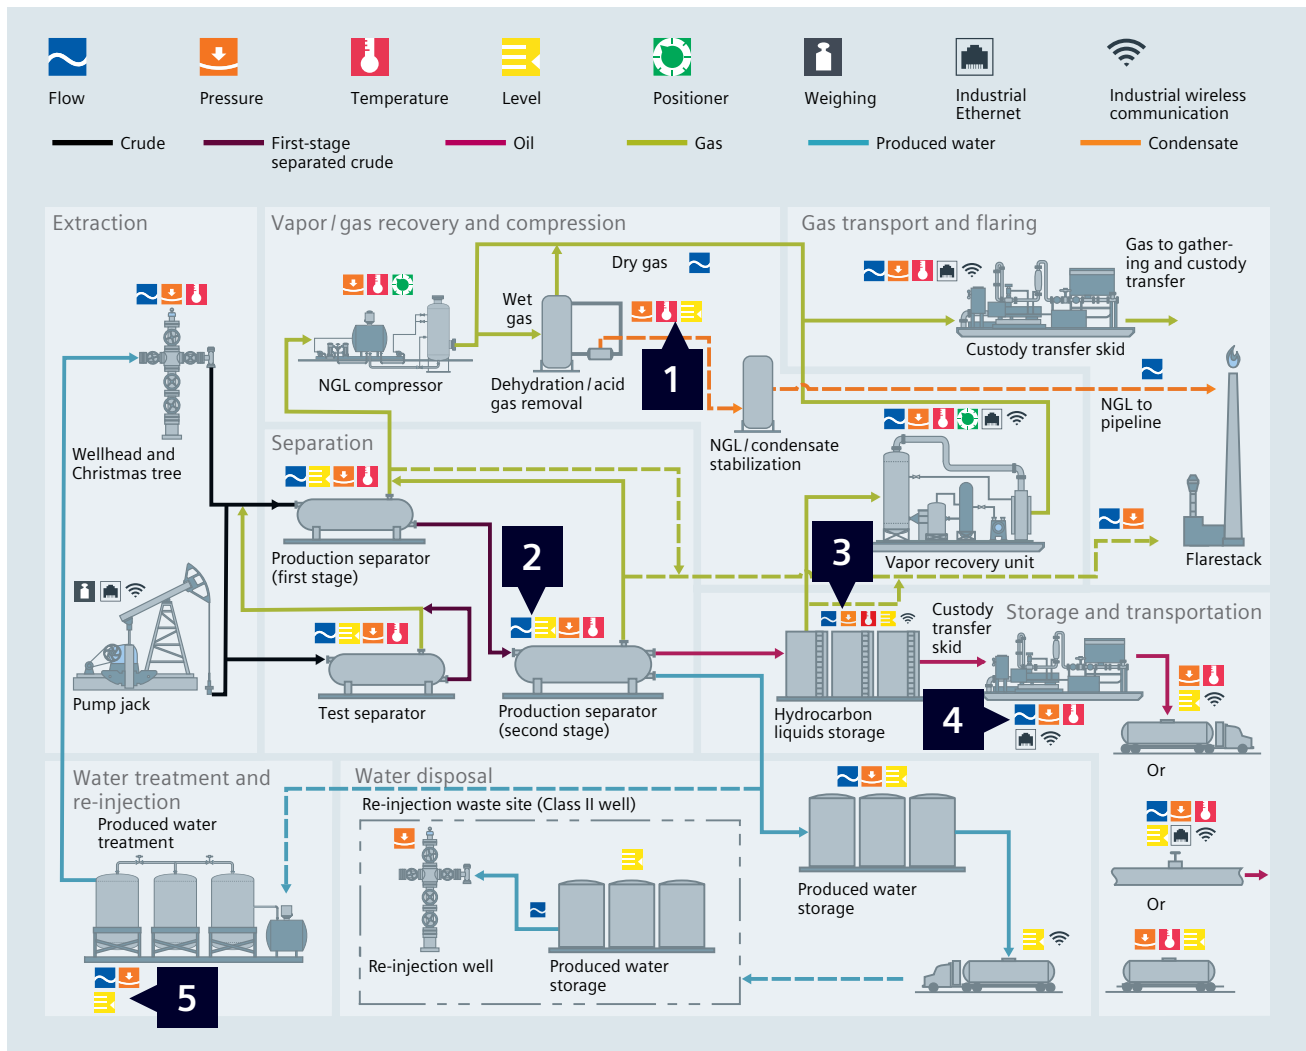 Flow
Pressure
Temperature
Level
Positioner
Weighing
Industrial
Ethernet
Industrial wireless
communication
Crude
First-stage
separated crude
Oil
Gas
Produced water
Condensate
Extraction
Vapor/gas recovery and compression
Gas transport and flaring
Dry gas
Gas to gather-
ing and custody
transfer
Wet
gas
NGL compressor
Dehydration/acid
gas removal
1
Custody transfer skid
NGL/condensate
stabilization
NGL to
pipeline
Wellhead and
Christmas tree
Separation
Production separator
(first stage)
2
3
Vapor recovery unit
Flarestack
Custody
transfer
skid
Storage and transportation
Pump jack
Test separator
Production separator
(second stage)
Hydrocarbon
liquids storage
4
Or
Water treatment and
re-injection
Produced water
treatment
Water disposal
Re-injection waste site (Class II well)
Produced water
storage
Or
Re-injection well
Produced water
storage
5